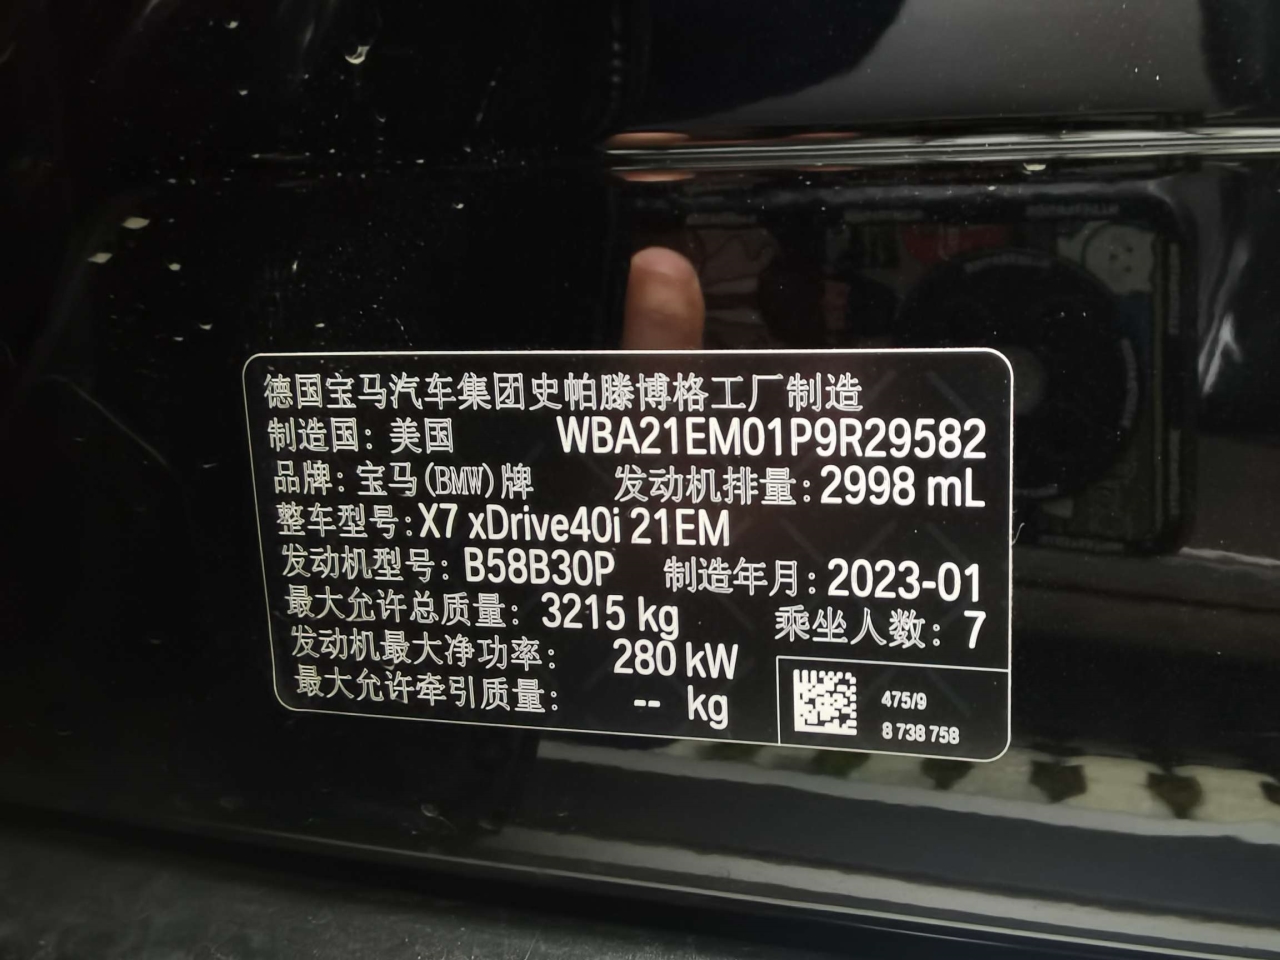 德国宝马汽车集团史帕滕博格工厂制造
制造国：美国 WBA21EM01P9R29582
品牌：宝马(BMW)牌 发动机排量：2998 mL
整车型号：X7 xDrive40i 21EM
发动机型号：B58B30P 制造年月：2023-01
最大允许总质量：3215 kg 乘坐人数：7
发动机最大净功率：280 kW
最大允许牵引质量：-- kg
475/9
8 738 758